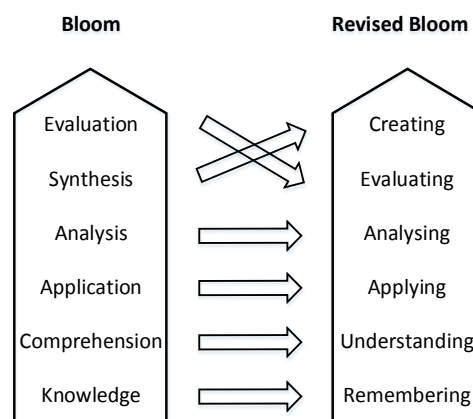 Bloom
Revised Bloom
Evaluation
Creating
Synthesis
Evaluating
Analysis
Analysing
Application
Applying
Comprehension
Understanding
Knowledge
Remembering